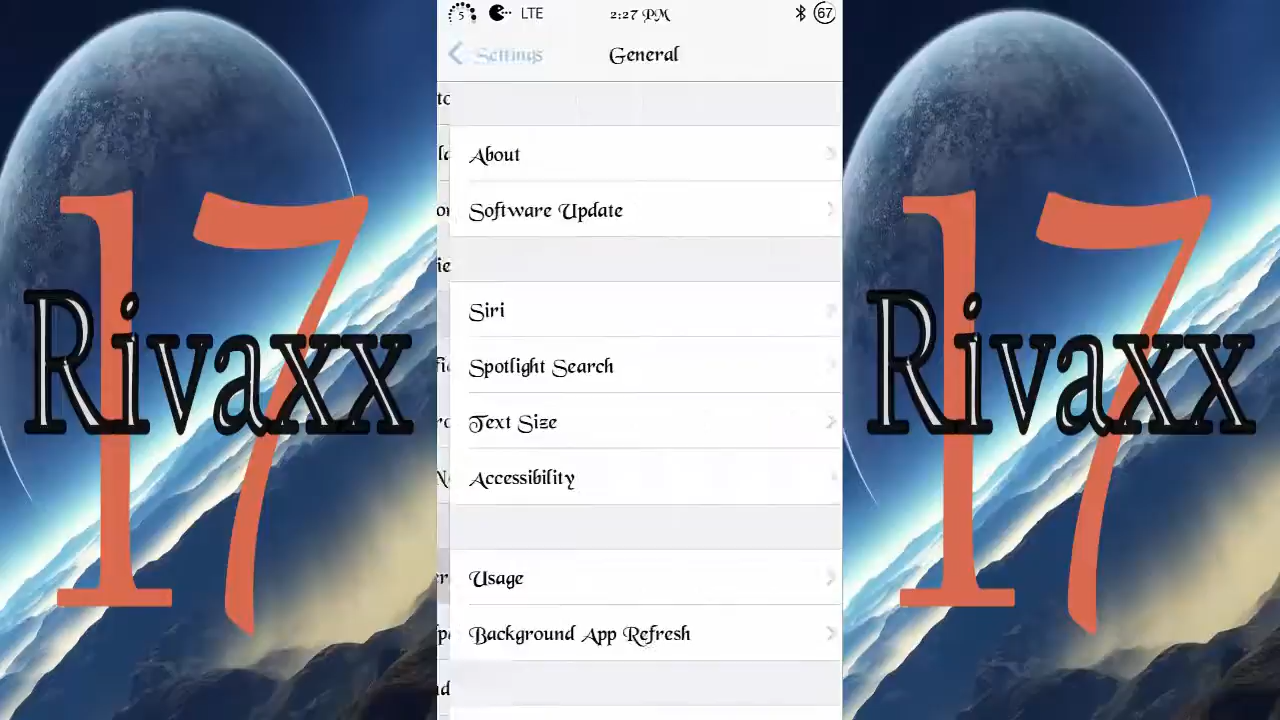 5 LTE 2:27 PM 67
Settings General
About
Software Update
Siri
Spotlight Search
Text Size
Accessibility
Usage
Background App Refresh
17
Rivaxx
17
Rivaxx